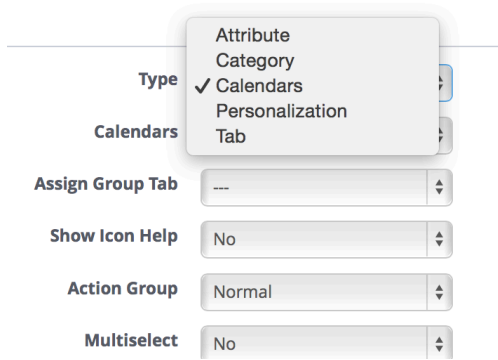 Attribute
Category
Type ✓ Calendars
Personalization
Calendars Tab
Assign Group Tab ---
Show Icon Help No
Action Group Normal
Multiselect No